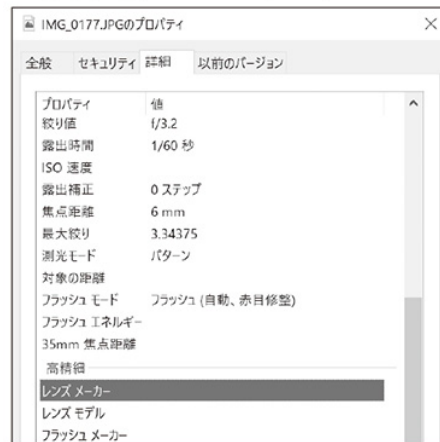 IMG_0177.JPGのプロパティ
全般 セキュリティ 詳細 以前のバージョン
プロパティ 値
絞り値 f/3.2
露出時間 1/60 秒
ISO 速度
露出補正 0 ステップ
焦点距離 6 mm
最大絞り 3.34375
測光モード パターン
対象の距離
フラッシュ モード フラッシュ (自動、赤目修整)
フラッシュ エネルギー
35mm 焦点距離
高精細
レンズ メーカー
レンズ モデル
フラッシュ メーカー